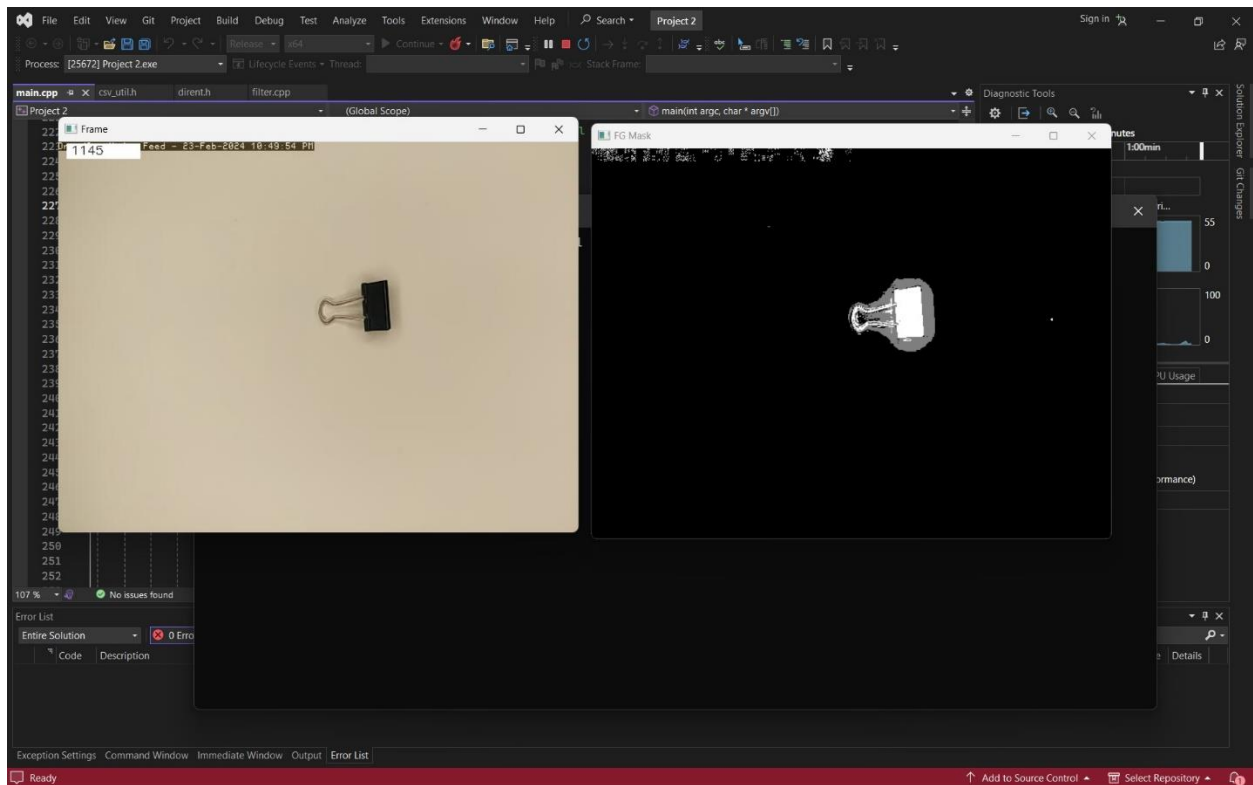 File Edit View Git Project Build Debug Test Analyze Tools Extensions Window Help Search Project 2 Sign in
Release x64 Continue
Process: [25672] Project 2.exe Lifecycle Events Thread: Stack Frame:
main.cpp csv_util.h dirent.h filter.cpp Diagnostic Tools
Project 2 (Global Scope) main(int argc, char * argv[])
Frame
FG Mask
1145 Feed - 23-Feb-2024 10:49:54 PM
1:00min
55
0
100
0
250
251
252
107 % No issues found
Error List
Entire Solution 0 Erro
Code Description Details
Exception Settings Command Window Immediate Window Output Error List
Ready Add to Source Control Select Repository
Solution Explorer
Git Changes